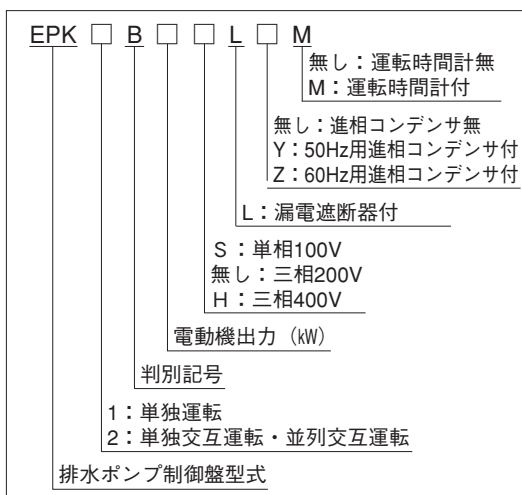 EPK □ B □ □ L □ M
無し：運転時間計無
M：運転時間計付
無し：進相コンデンサ無
Y：50Hz用進相コンデンサ付
Z：60Hz用進相コンデンサ付
L：漏電遮断器付
S：単相100V
無し：三相200V
H：三相400V
電動機出力（㎾）
判別記号
1：単独運転
2：単独交互運転・並列交互運転
排水ポンプ制御盤型式